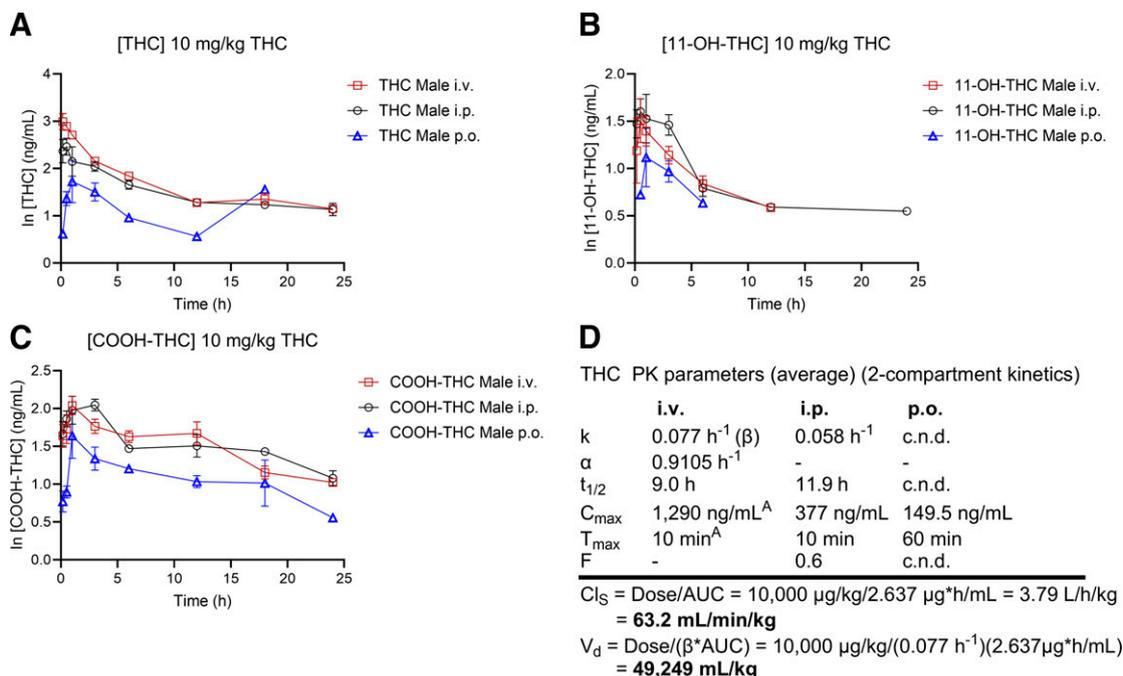 A
[THC] 10 mg/kg THC
ln [THC] (ng/mL)
4
3
2
1
0
0 5 10 15 20 25
Time (h)
THC Male i.v.
THC Male i.p.
THC Male p.o.
B
[11-OH-THC] 10 mg/kg THC
ln [11-OH-THC] (ng/mL)
2.0
1.5
1.0
0.5
0.0
0 5 10 15 20 25
Time (h)
11-OH-THC Male i.v.
11-OH-THC Male i.p.
11-OH-THC Male p.o.
C
[COOH-THC] 10 mg/kg THC
ln [COOH-THC] (ng/mL)
2.5
2.0
1.5
1.0
0.5
0.0
0 5 10 15 20 25
Time (h)
COOH-THC Male i.v.
COOH-THC Male i.p.
COOH-THC Male p.o.
D
THC PK parameters (average) (2-compartment kinetics)
i.v. i.p. p.o.
k 0.077 h⁻¹ (β) 0.058 h⁻¹ c.n.d.
α 0.9105 h⁻¹ - -
t1/2 9.0 h 11.9 h c.n.d.
Cmax 1,290 ng/mLᴬ 377 ng/mL 149.5 ng/mL
Tmax 10 minᴬ 10 min 60 min
F - 0.6 c.n.d.
ClS = Dose/AUC = 10,000 µg/kg/2.637 µg*h/mL = 3.79 L/h/kg
= 63.2 mL/min/kg
Vd = Dose/(β*AUC) = 10,000 µg/kg/(0.077 h⁻¹)(2.637µg*h/mL)
= 49,249 mL/kg